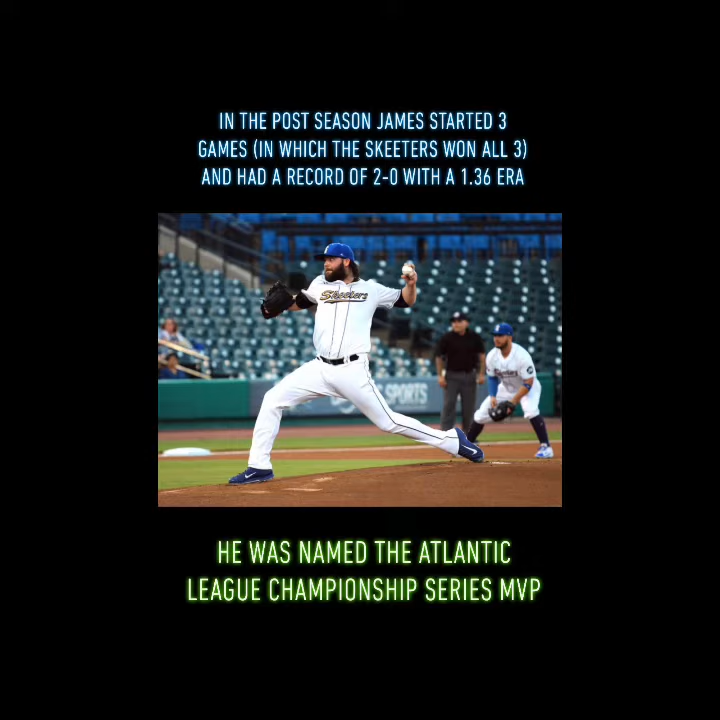 IN THE POST SEASON JAMES STARTED 3
GAMES (IN WHICH THE SKEETERS WON ALL 3)
AND HAD A RECORD OF 2-0 WITH A 1.36 ERA
Skeeters
SPORTS
HE WAS NAMED THE ATLANTIC
LEAGUE CHAMPIONSHIP SERIES MVP